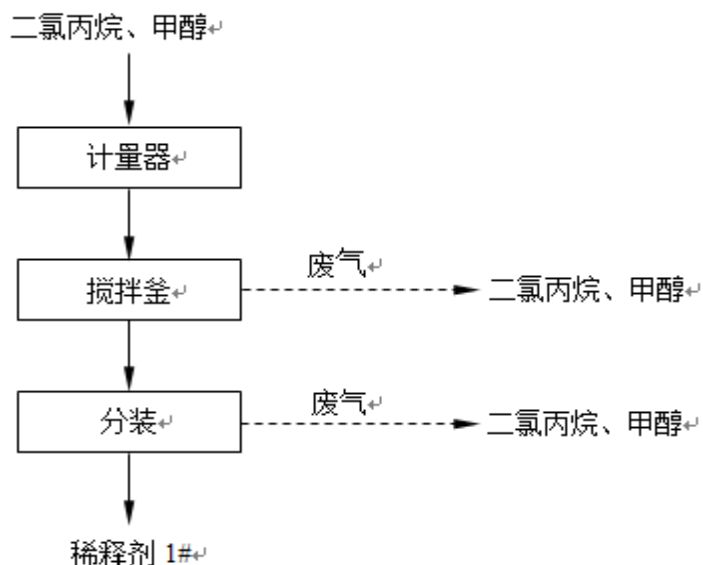 二氯丙烷、甲醇
计量器
搅拌釜
废气
二氯丙烷、甲醇
分装
废气
二氯丙烷、甲醇
稀释剂 1#